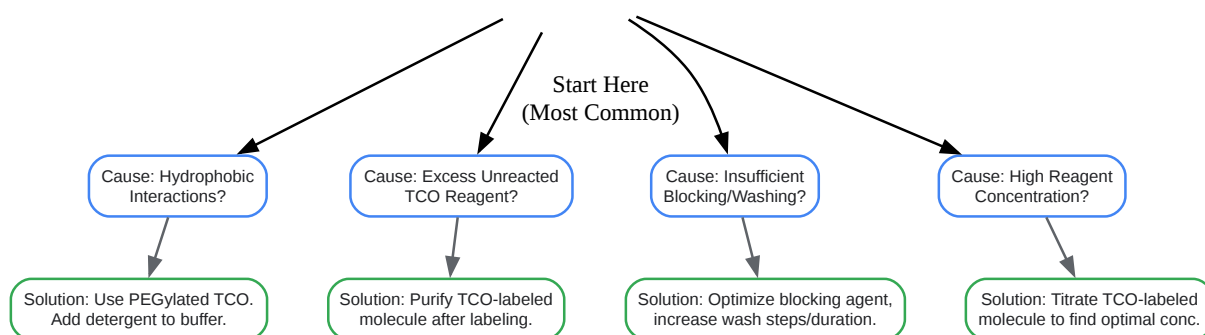 Start Here
(Most Common)
Cause: Hydrophobic
Interactions?
Cause: Excess Unreacted
TCO Reagent?
Cause: Insufficient
Blocking/Washing?
Cause: High Reagent
Concentration?
Solution: Use PEGylated TCO.
Add detergent to buffer.
Solution: Purify TCO-labeled
molecule after labeling.
Solution: Optimize blocking agent,
increase wash steps/duration.
Solution: Titrate TCO-labeled
molecule to find optimal conc.